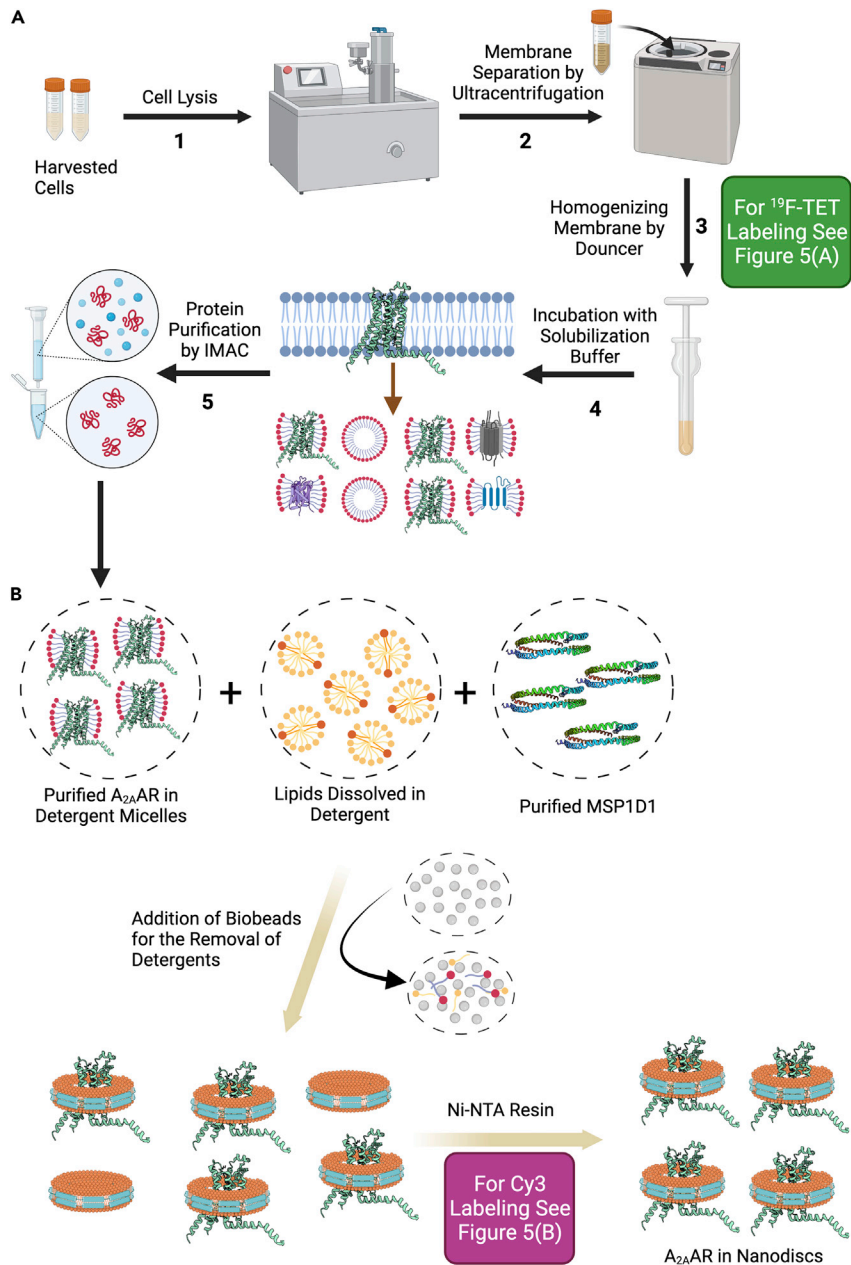 A
Cell Lysis
1
Harvested
Cells
Membrane
Separation by
Ultracentrifugation
2
Homogenizing
Membrane by
Douncer
3
For ¹⁹F-TET
Labeling See
Figure 5(A)
Protein
Purification
by IMAC
5
Incubation with
Solubilization
Buffer
4
B
+
+
Purified A₂ₐAR in
Detergent Micelles
Lipids Dissolved in
Detergent
Purified MSP1D1
Addition of Biobeads
for the Removal of
Detergents
Ni-NTA Resin
For Cy3
Labeling See
Figure 5(B)
A₂ₐAR in Nanodiscs